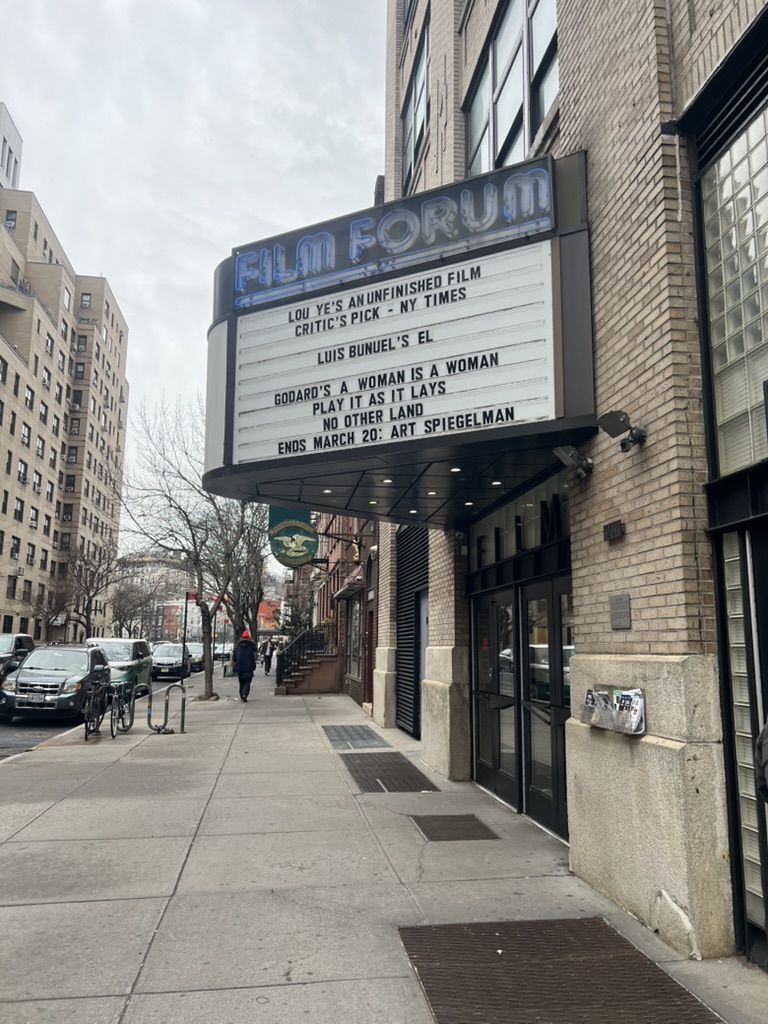 FILM FORUM
LOU YE'S AN UNFINISHED FILM
CRITIC'S PICK - NY TIMES
LUIS BUNUEL'S EL
GODARD'S A WOMAN IS A WOMAN
PLAY IT AS IT LAYS
NO OTHER LAND
ENDS MARCH 20: ART SPIEGELMAN
FILM